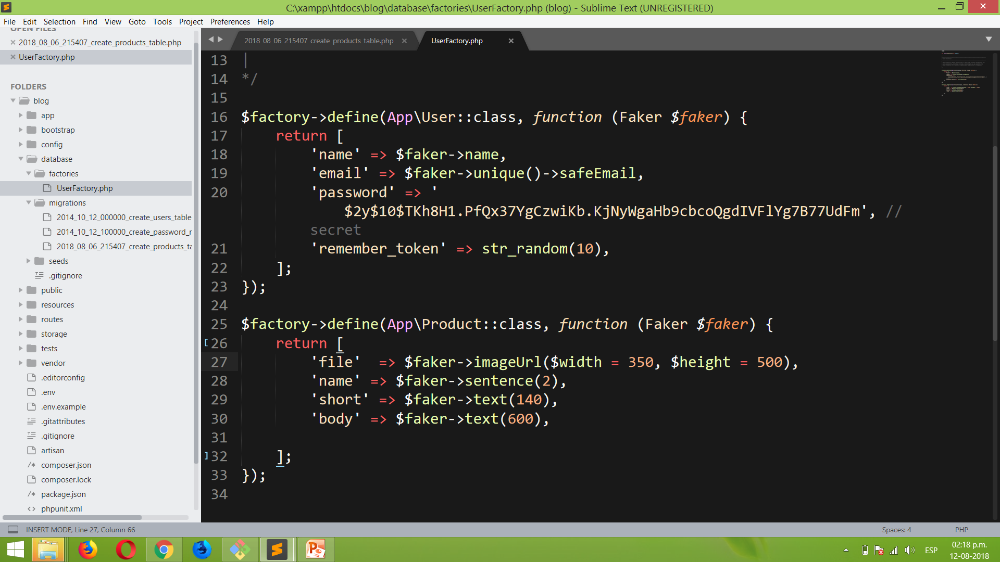 C:\xampp\htdocs\blog\database\factories\UserFactory.php (blog) - Sublime Text (UNREGISTERED)
File Edit Selection Find View Goto Tools Project Preferences Help
OPEN FILES
2018_08_06_215407_create_products_table.php
UserFactory.php
FOLDERS
blog
app
bootstrap
config
database
factories
UserFactory.php
migrations
2014_10_12_000000_create_users_table
2014_10_12_100000_create_password_r
2018_08_06_215407_create_products_ta
seeds
.gitignore
public
resources
routes
storage
tests
vendor
.editorconfig
.env
.env.example
.gitattributes
.gitignore
artisan
composer.json
composer.lock
package.json
phpunit.xml
2018_08_06_215407_create_products_table.php UserFactory.php
13 |
14 */
15
16 $factory->define(App\User::class, function (Faker $faker) {
17 return [
18 'name' => $faker->name,
19 'email' => $faker->unique()->safeEmail,
20 'password' => '
$2y$10$TKh8H1.PfQx37YgCzwiKb.KjNyWgaHb9cbcoQgdIVFlYg7B77UdFm', //
secret
21 'remember_token' => str_random(10),
22 ];
23 });
24
25 $factory->define(App\Product::class, function (Faker $faker) {
26 return [
27 'file'  => $faker->imageUrl($width = 350, $height = 500),
28 'name' => $faker->sentence(2),
29 'short' => $faker->text(140),
30 'body' => $faker->text(600),
31
32 ];
33 });
34
INSERT MODE, Line 27, Column 66 Spaces: 4 PHP
ESP 02:18 p.m.
12-08-2018